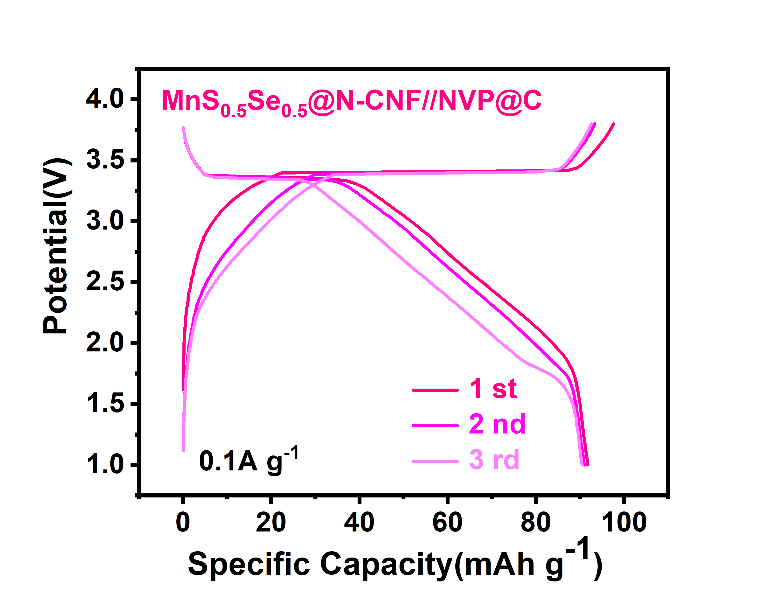 MnS0.5Se0.5@N-CNF//NVP@C
Potential(V)
4.0
3.5
3.0
2.5
2.0
1.5
1.0
1 st
2 nd
3 rd
0.1A g-1
0 20 40 60 80 100
Specific Capacity(mAh g-1)